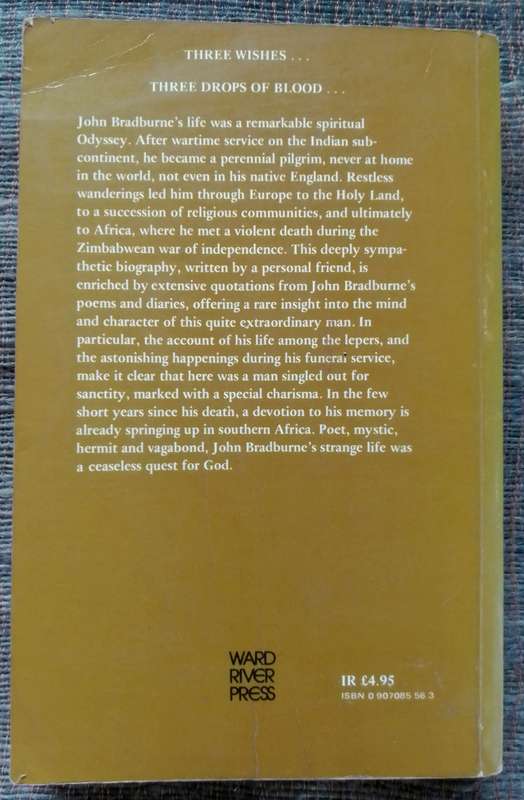 THREE WISHES . . .
THREE DROPS OF BLOOD . . .
John Bradburne's life was a remarkable spiritual
Odyssey. After wartime service on the Indian sub-
continent, he became a perennial pilgrim, never at home
in the world, not even in his native England. Restless
wanderings led him through Europe to the Holy Land,
to a succession of religious communities, and ultimately
to Africa, where he met a violent death during the
Zimbabwean war of independence. This deeply sympa-
thetic biography, written by a personal friend, is
enriched by extensive quotations from John Bradburne's
poems and diaries, offering a rare insight into the mind
and character of this quite extraordinary man. In
particular, the account of his life among the lepers, and
the astonishing happenings during his funeral service,
make it clear that here was a man singled out for
sanctity, marked with a special charisma. In the few
short years since his death, a devotion to his memory is
already springing up in southern Africa. Poet, mystic,
hermit and vagabond, John Bradburne's strange life was
a ceaseless quest for God.
WARD
RIVER
PRESS
IR £4.95
ISBN 0 907085 56 3